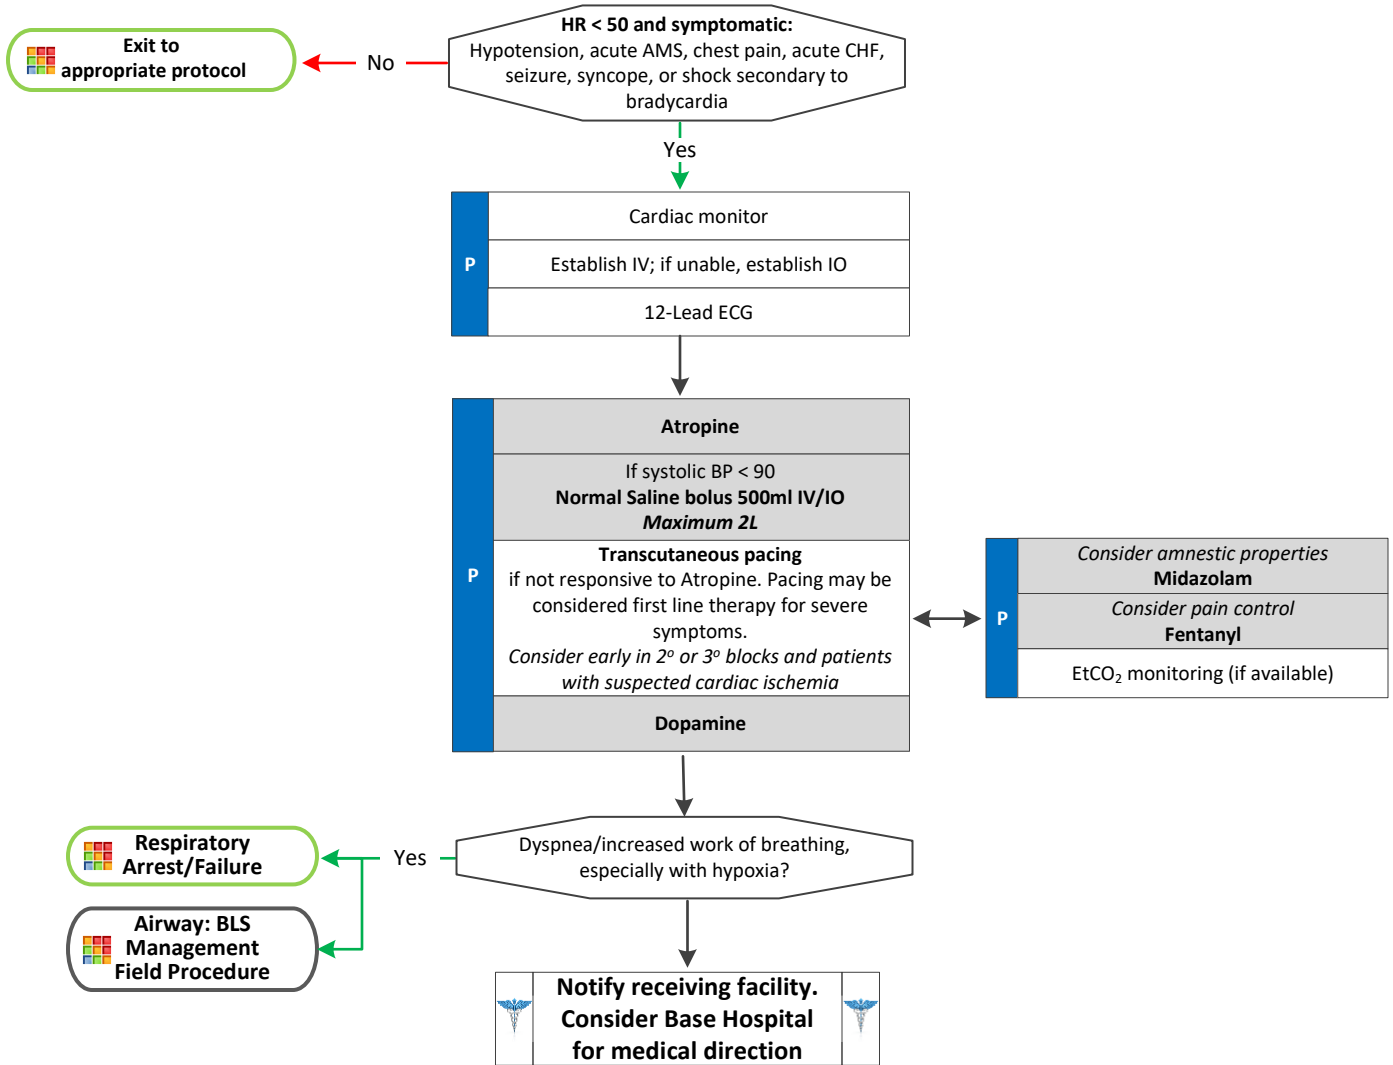 HR < 50 and symptomatic:
Hypotension, acute AMS, chest pain, acute CHF,
seizure, syncope, or shock secondary to
bradycardia
Exit to
appropriate protocol
No
Yes
P
Cardiac monitor
Establish IV; if unable, establish IO
12-Lead ECG
P
Atropine
If systolic BP < 90
Normal Saline bolus 500ml IV/IO
Maximum 2L
Transcutaneous pacing
if not responsive to Atropine. Pacing may be
considered first line therapy for severe
symptoms.
Consider early in 2º or 3º blocks and patients
with suspected cardiac ischemia
Dopamine
P
Consider amnestic properties
Midazolam
Consider pain control
Fentanyl
EtCO₂ monitoring (if available)
Dyspnea/increased work of breathing,
especially with hypoxia?
Yes
Respiratory
Arrest/Failure
Airway: BLS
Management
Field Procedure
Notify receiving facility.
Consider Base Hospital
for medical direction